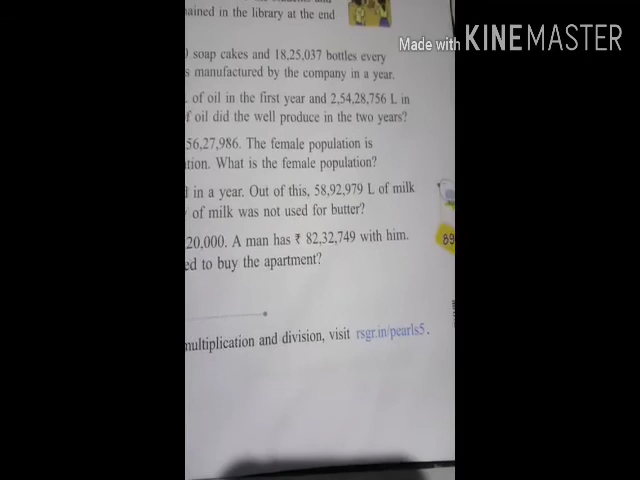 ained in the library at the end
Made with KINEMASTER
soap cakes and 18,25,037 bottles every
s manufactured by the company in a year.
of oil in the first year and 2,54,28,756 L in
f oil did the well produce in the two years?
56,27,986. The female population is
tion. What is the female population?
in a year. Out of this, 58,92,979 L of milk
of milk was not used for butter?
20,000. A man has ₹ 82,32,749 with him.
ed to buy the apartment?
89
multiplication and division, visit rsgr.in/pearls5.